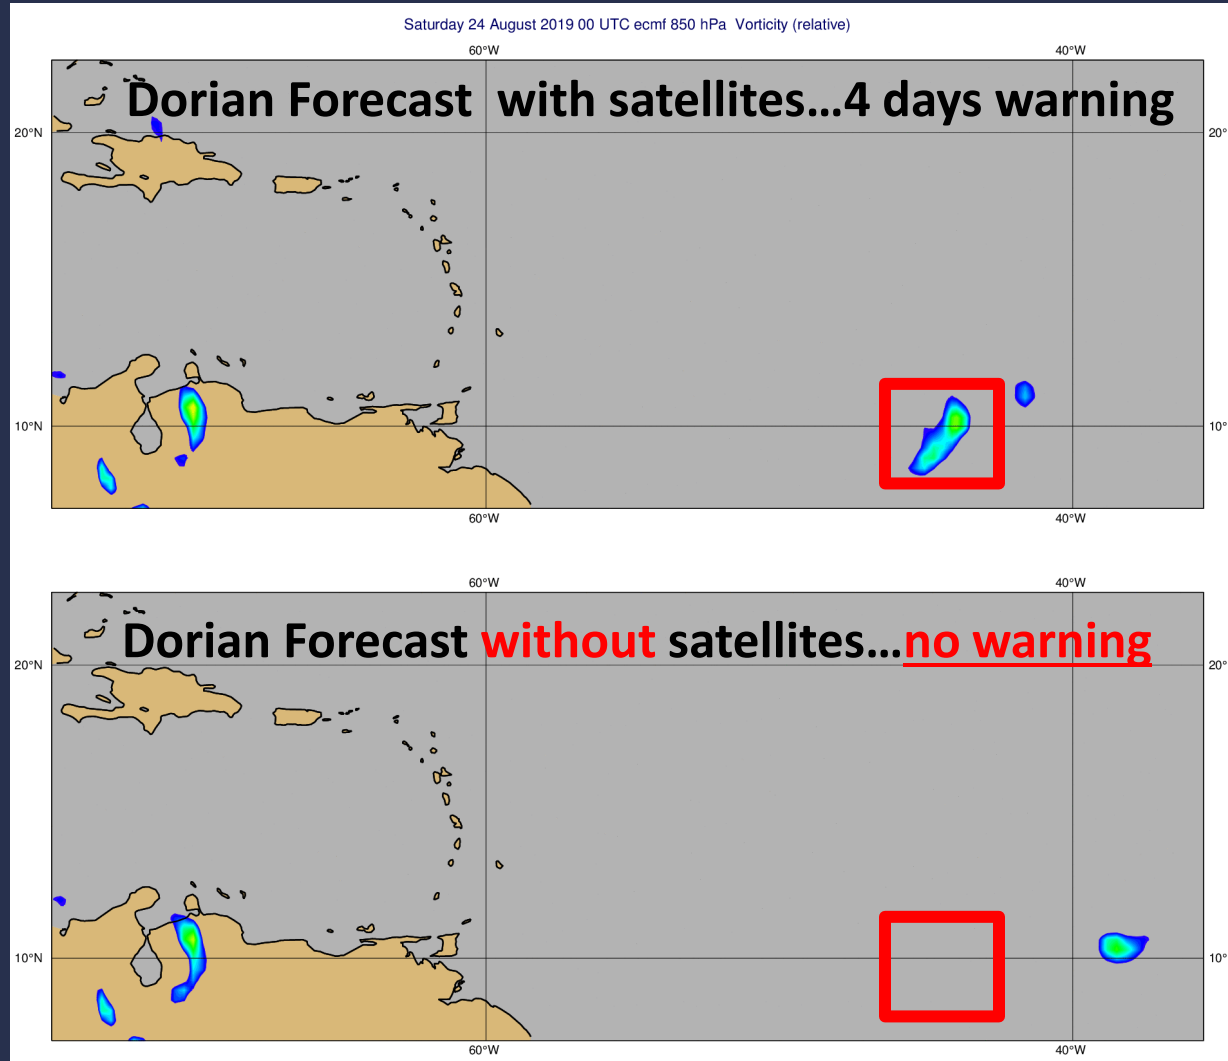 Saturday 24 August 2019 00 UTC ecmf 850 hPa Vorticity (relative)
60°W 40°W
Dorian Forecast with satellites...4 days warning
20°N 20°
10°N 10°
60°W 40°W
60°W 40°W
Dorian Forecast without satellites...no warning
20°N 20°
10°N 10°
60°W 40°W